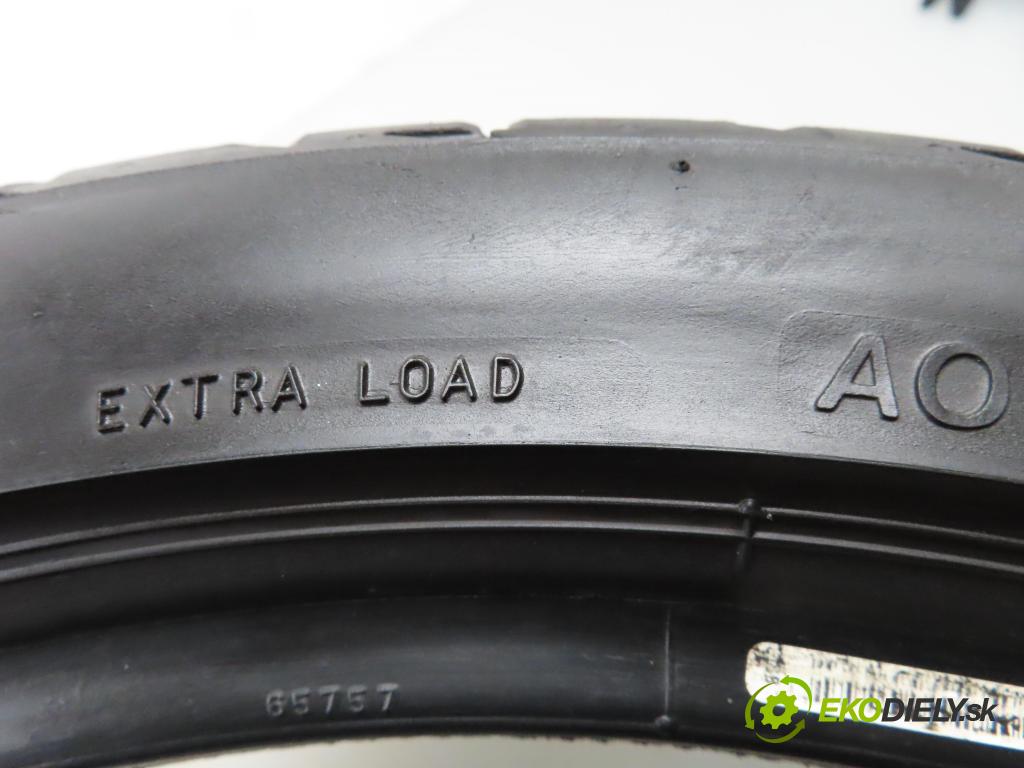 EXTRA LOAD
AO
65757
EKODIELY.sk